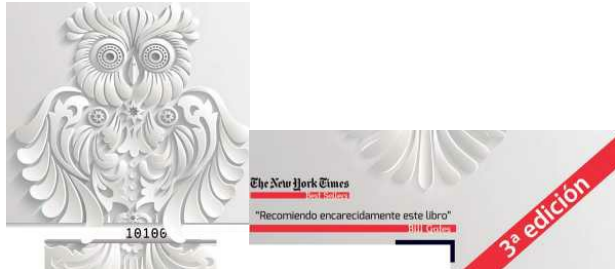 10106
The New York Times
Best Sellers
"Recomiendo encarecidamente este libro"
Bill Gates
3ª edición